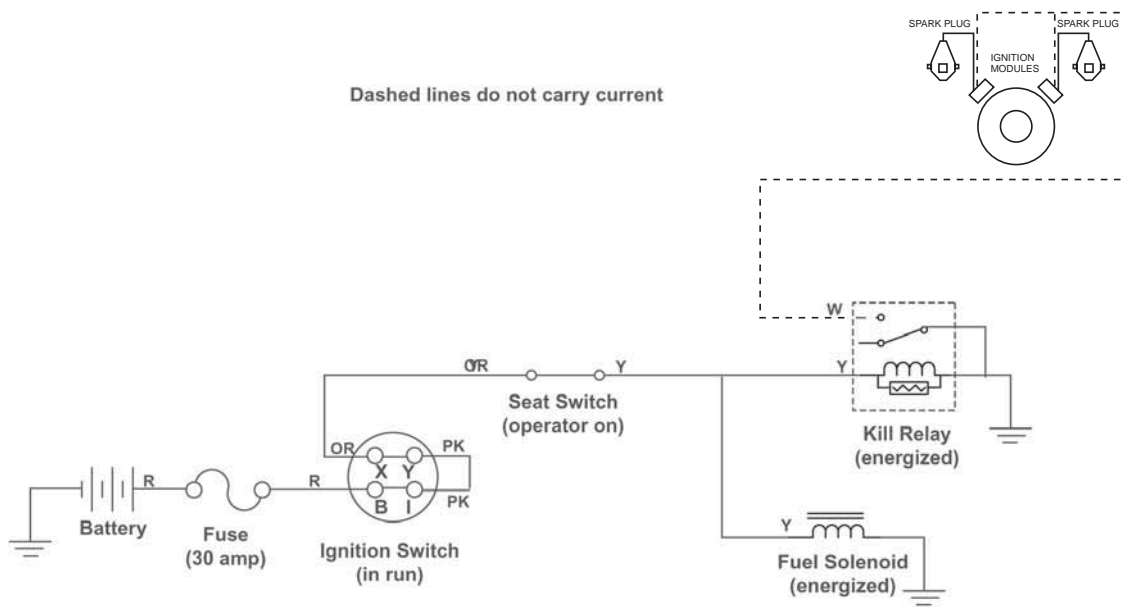 SPARK PLUG
SPARK PLUG
IGNITION
MODULES
Dashed lines do not carry current
W
OR
Y
Y
Seat Switch
(operator on)
Kill Relay
(energized)
OR
PK
X
Y
R
R
B
I
PK
Battery
Fuse
(30 amp)
Ignition Switch
(in run)
Y
Fuel Solenoid
(energized)